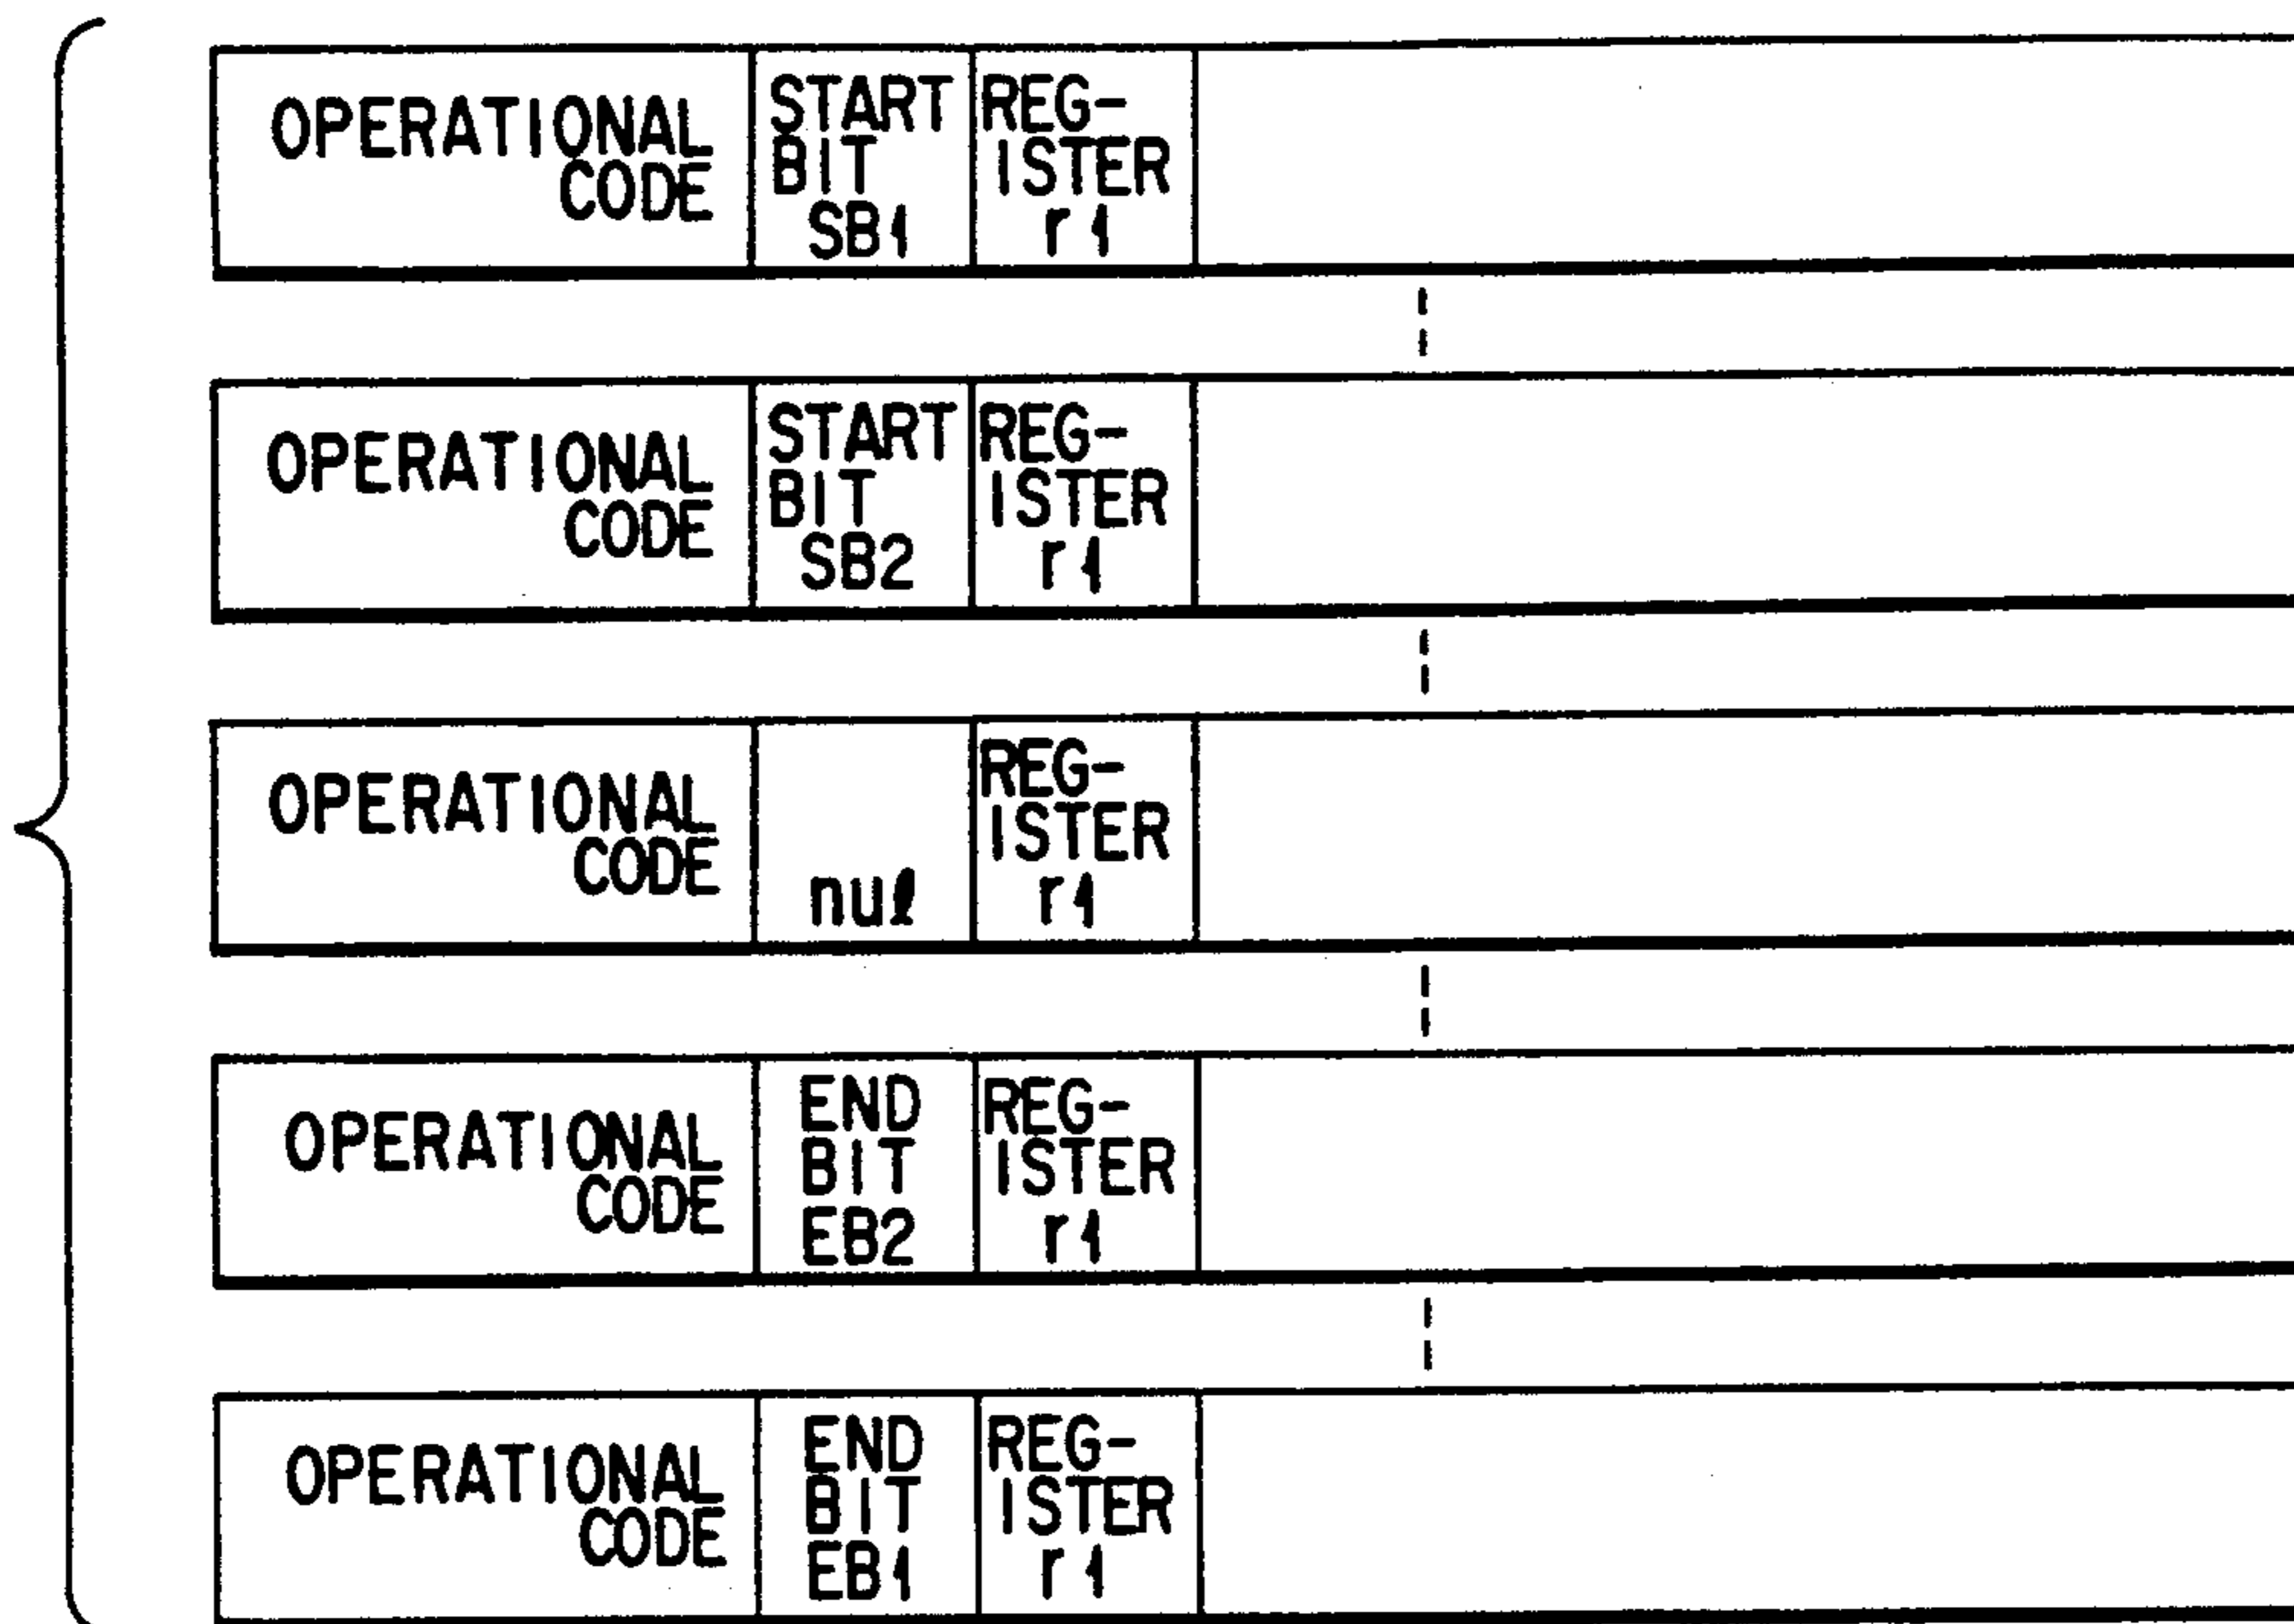 OPERATIONAL
CODE
START
BIT
SB1
REG-
ISTER
r1
OPERATIONAL
CODE
START
BIT
SB2
REG-
ISTER
r1
OPERATIONAL
CODE
nul
REG-
ISTER
r1
OPERATIONAL
CODE
END
BIT
EB2
REG-
ISTER
r1
OPERATIONAL
CODE
END
BIT
EB1
REG-
ISTER
r1